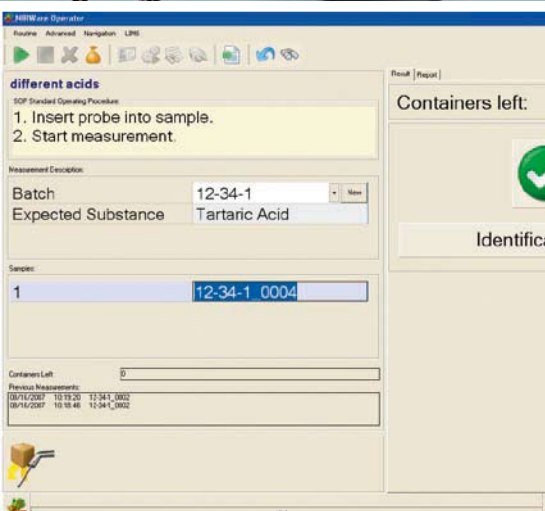 NIRWare Operator
Routine Advanced Navigation LIMS
different acids
SOP Standard Operating Procedure
1. Insert probe into sample.
2. Start measurement.
Measurement Description:
Batch 12-34-1 New
Expected Substance Tartaric Acid
Samples:
1 12-34-1_0004
Containers Left: 0
Previous Measurements:
08/16/2007 10:19:20 12-34-1_0002
08/16/2007 10:18:46 12-34-1_0002
Result Report
Containers left:
Identifica